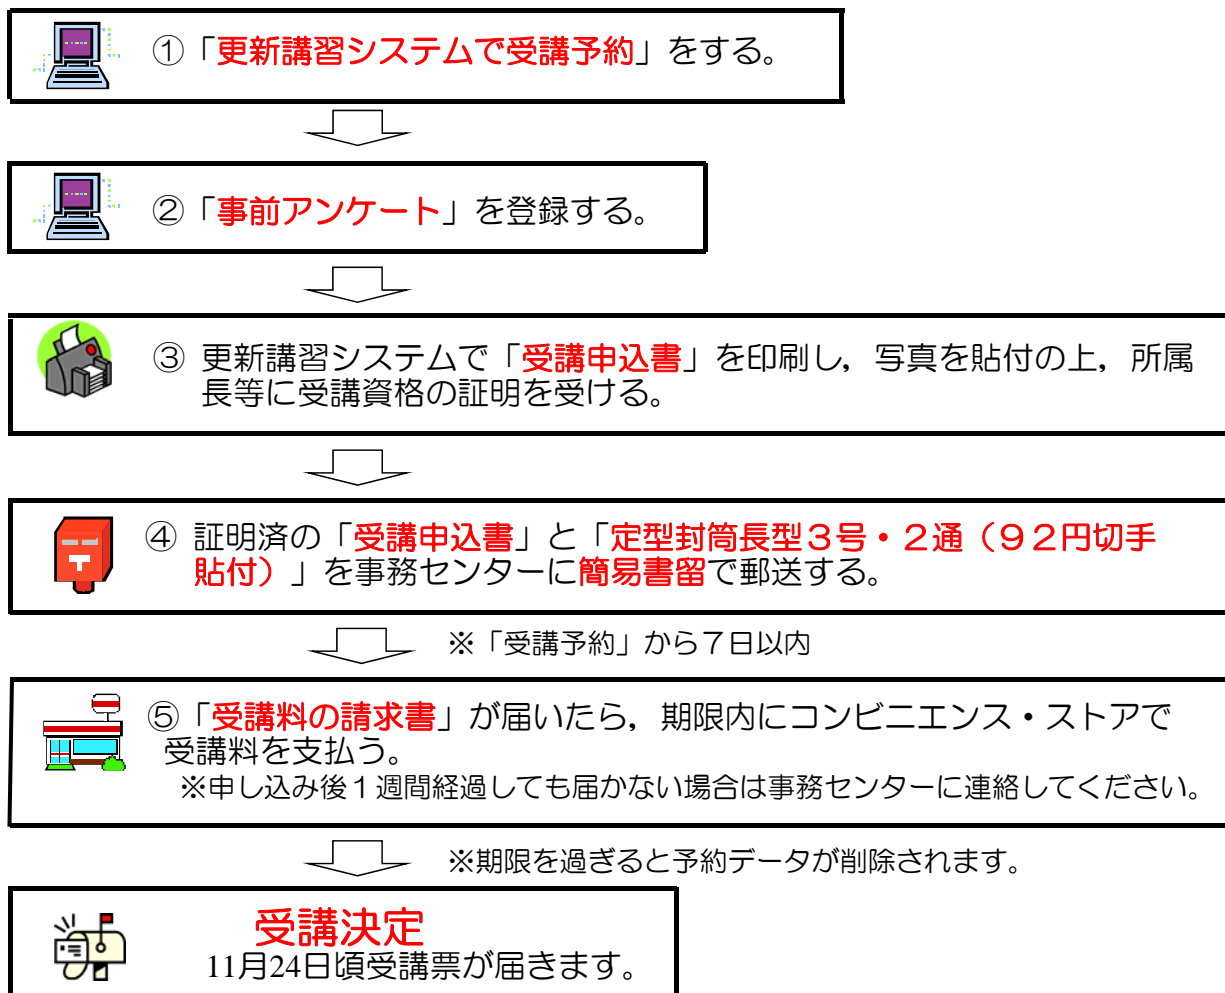 ①「更新講習システムで受講予約」をする。
②「事前アンケート」を登録する。
③ 更新講習システムで「受講申込書」を印刷し，写真を貼付の上，所属
長等に受講資格の証明を受ける。
④ 証明済の「受講申込書」と「定型封筒長型３号・２通（９２円切手
貼付）」を事務センターに簡易書留で郵送する。
※「受講予約」から７日以内
⑤「受講料の請求書」が届いたら，期限内にコンビニエンス・ストアで
受講料を支払う。
※申し込み後１週間経過しても届かない場合は事務センターに連絡してください。
※期限を過ぎると予約データが削除されます。
受講決定
11月24日頃受講票が届きます。